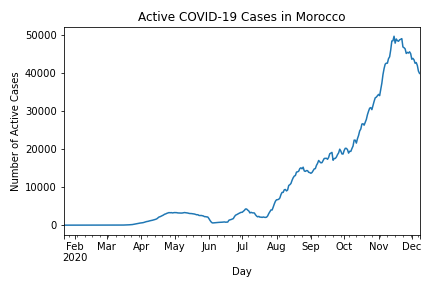 Active COVID-19 Cases in Morocco
Number of Active Cases
50000
40000
30000
20000
10000
0
Feb Mar Apr May Jun Jul Aug Sep Oct Nov Dec
2020
Day